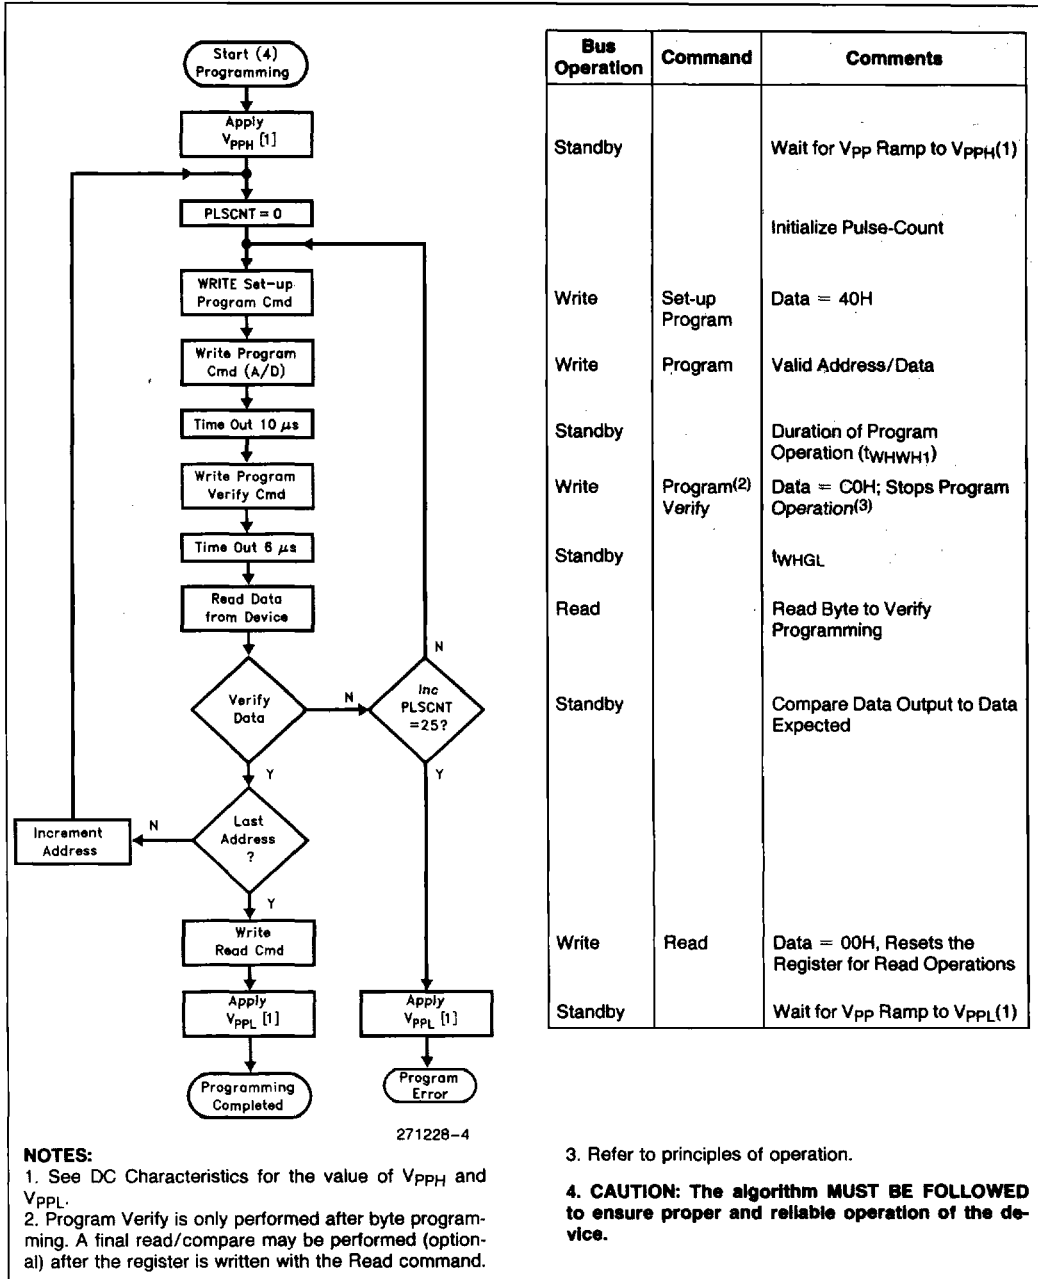 Start (4)
Programming
Apply
VPPH [1]
PLSCNT = 0
WRITE Set-up
Program Cmd
Write Program
Cmd (A/D)
Time Out 10 μs
Write Program
Verify Cmd
Time Out 6 μs
Read Data
from Device
Verify
Data
N
Inc
PLSCNT
=25?
N
Y
Y
Last
Address
?
N
Increment
Address
Y
Write
Read Cmd
Apply
VPPL [1]
Apply
VPPL [1]
Programming
Completed
Program
Error
271228-4
Bus
Operation
Command
Comments
Standby
Wait for VPP Ramp to VPPH(1)
Initialize Pulse-Count
Write
Set-up
Program
Data = 40H
Write
Program
Valid Address/Data
Standby
Duration of Program
Operation (tWHWH1)
Write
Program(2)
Verify
Data = C0H; Stops Program
Operation(3)
Standby
tWHGL
Read
Read Byte to Verify
Programming
Standby
Compare Data Output to Data
Expected
Write
Read
Data = 00H, Resets the
Register for Read Operations
Standby
Wait for VPP Ramp to VPPL(1)
NOTES:
1. See DC Characteristics for the value of VPPH and
VPPL.
2. Program Verify is only performed after byte program-
ming. A final read/compare may be performed (option-
al) after the register is written with the Read command.
3. Refer to principles of operation.
4. CAUTION: The algorithm MUST BE FOLLOWED
to ensure proper and reliable operation of the de-
vice.